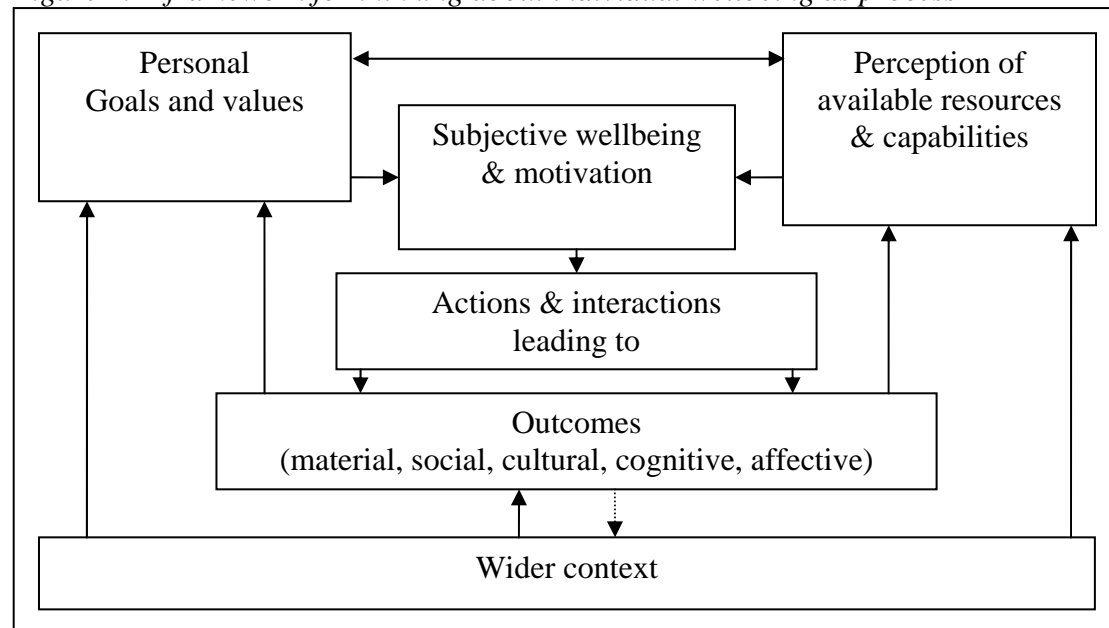 Personal
Goals and values
Perception of
available resources
& capabilities
Subjective wellbeing
& motivation
Actions & interactions
leading to
Outcomes
(material, social, cultural, cognitive, affective)
Wider context